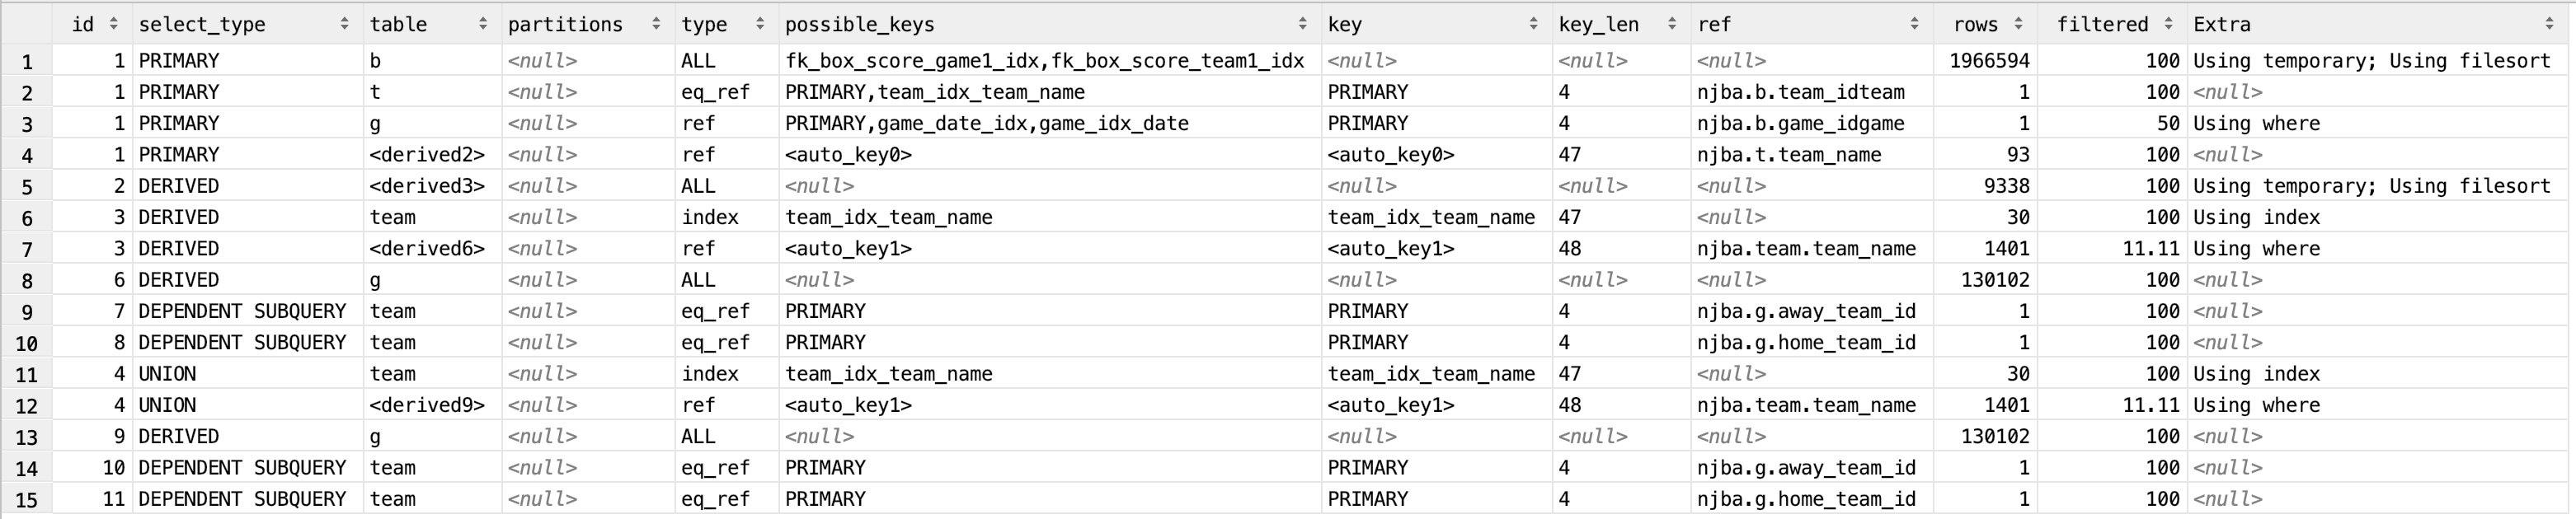 id select_type table partitions type possible_keys key key_len ref rows filtered Extra
1 1 PRIMARY b <null> ALL fk_box_score_game1_idx,fk_box_score_team1_idx <null> <null> <null> 1966594 100 Using temporary; Using filesort
2 1 PRIMARY t <null> eq_ref PRIMARY,team_idx_team_name PRIMARY 4 njba.b.team_idteam 1 100 <null>
3 1 PRIMARY g <null> ref PRIMARY,game_date_idx,game_idx_date PRIMARY 4 njba.b.game_idgame 1 50 Using where
4 1 PRIMARY <derived2> <null> ref <auto_key0> <auto_key0> 47 njba.t.team_name 93 100 <null>
5 2 DERIVED <derived3> <null> ALL <null> <null> <null> <null> 9338 100 Using temporary; Using filesort
6 3 DERIVED team <null> index team_idx_team_name team_idx_team_name 47 <null> 30 100 Using index
7 3 DERIVED <derived6> <null> ref <auto_key1> <auto_key1> 48 njba.team.team_name 1401 11.11 Using where
8 6 DERIVED g <null> ALL <null> <null> <null> <null> 130102 100 <null>
9 7 DEPENDENT SUBQUERY team <null> eq_ref PRIMARY PRIMARY 4 njba.g.away_team_id 1 100 <null>
10 8 DEPENDENT SUBQUERY team <null> eq_ref PRIMARY PRIMARY 4 njba.g.home_team_id 1 100 <null>
11 4 UNION team <null> index team_idx_team_name team_idx_team_name 47 <null> 30 100 Using index
12 4 UNION <derived9> <null> ref <auto_key1> <auto_key1> 48 njba.team.team_name 1401 11.11 Using where
13 9 DERIVED g <null> ALL <null> <null> <null> <null> 130102 100 <null>
14 10 DEPENDENT SUBQUERY team <null> eq_ref PRIMARY PRIMARY 4 njba.g.away_team_id 1 100 <null>
15 11 DEPENDENT SUBQUERY team <null> eq_ref PRIMARY PRIMARY 4 njba.g.home_team_id 1 100 <null>